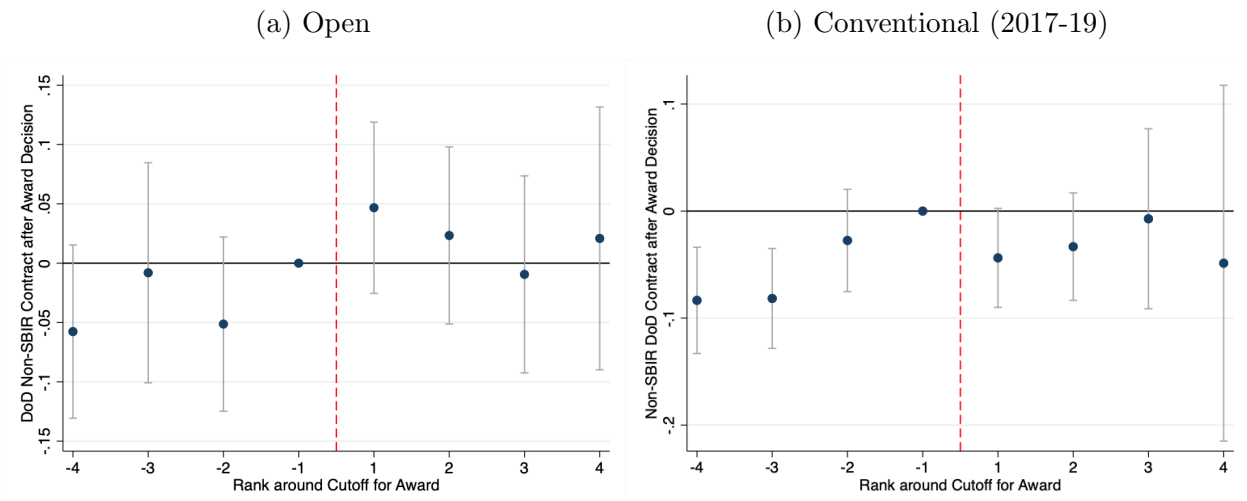 (a) Open
DoD Non-SBIR Contract after Award Decision
.15
.1
.05
0
-.05
-.1
-.15
-4 -3 -2 -1 1 2 3 4
Rank around Cutoff for Award
(b) Conventional (2017-19)
Non-SBIR DoD Contract after Award Decision
.1
0
-.1
-.2
-4 -3 -2 -1 1 2 3 4
Rank around Cutoff for Award